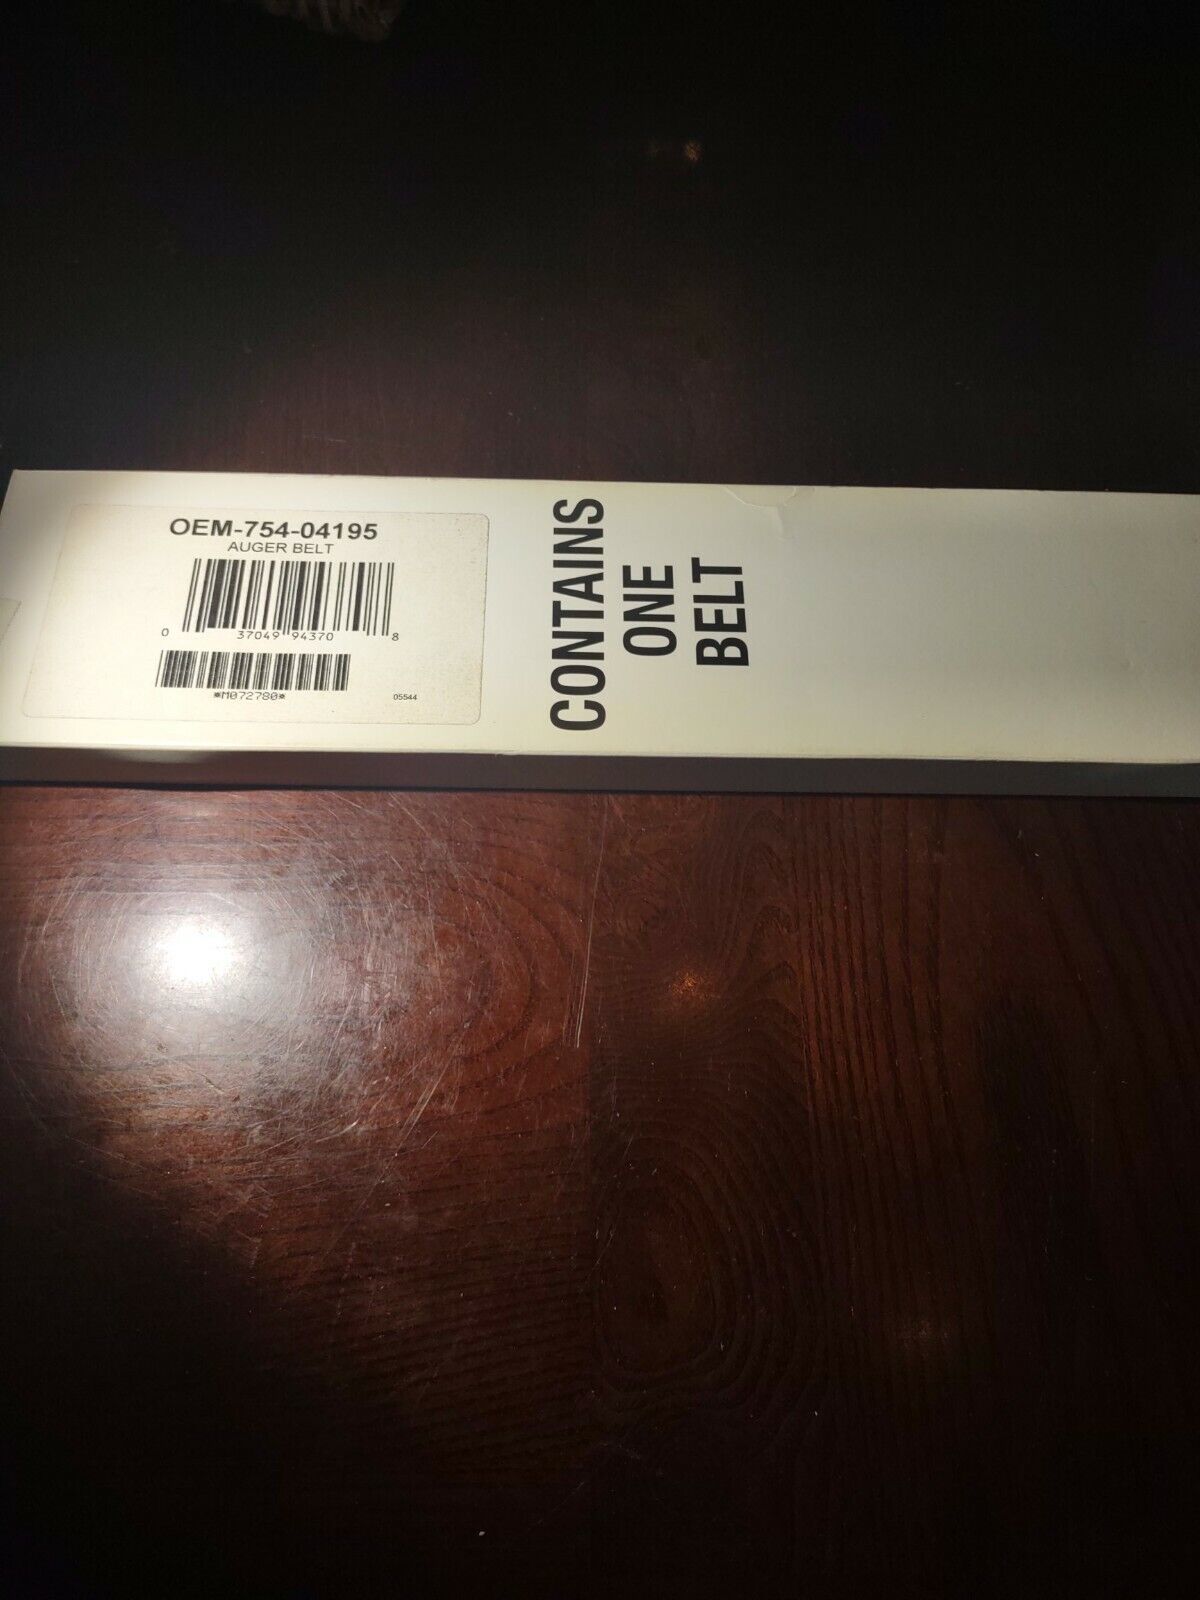 OEM-754-04195
AUGER BELT
0 37049 94370 8
*M072780*
05544
CONTAINS
ONE
BELT